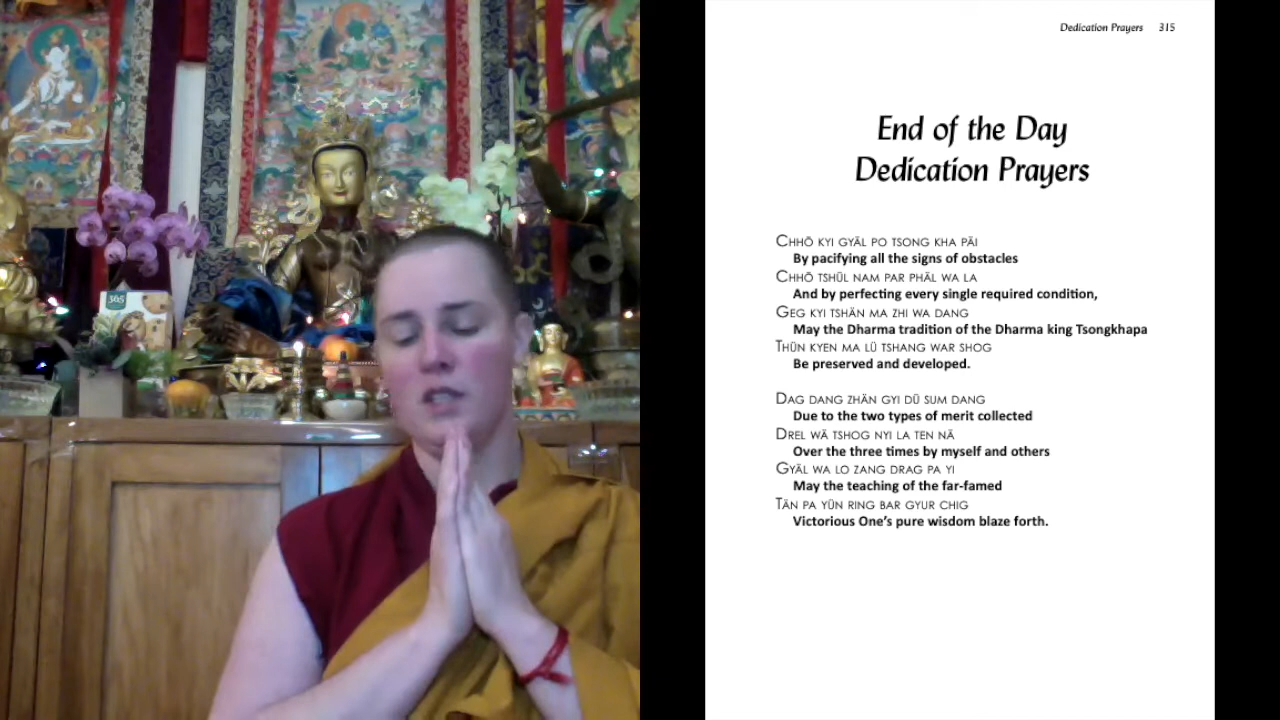 365
Dedication Prayers 315
End of the Day
Dedication Prayers
CHHÖ KYI GYÄL PO TSONG KHA PÄI
By pacifying all the signs of obstacles
CHHÖ TSHÜL NAM PAR PHÄL WA LA
And by perfecting every single required condition,
GEG KYI TSHÄN MA ZHI WA DANG
May the Dharma tradition of the Dharma king Tsongkhapa
THÜN KYEN MA LÜ TSHANG WAR SHOG
Be preserved and developed.
DAG DANG ZHÄN GYI DÜ SUM DANG
Due to the two types of merit collected
DREL WÄ TSHOG NYI LA TEN NÄ
Over the three times by myself and others
GYÄL WA LO ZANG DRAG PA YI
May the teaching of the far-famed
TÄN PA YÜN RING BAR GYUR CHIG
Victorious One's pure wisdom blaze forth.